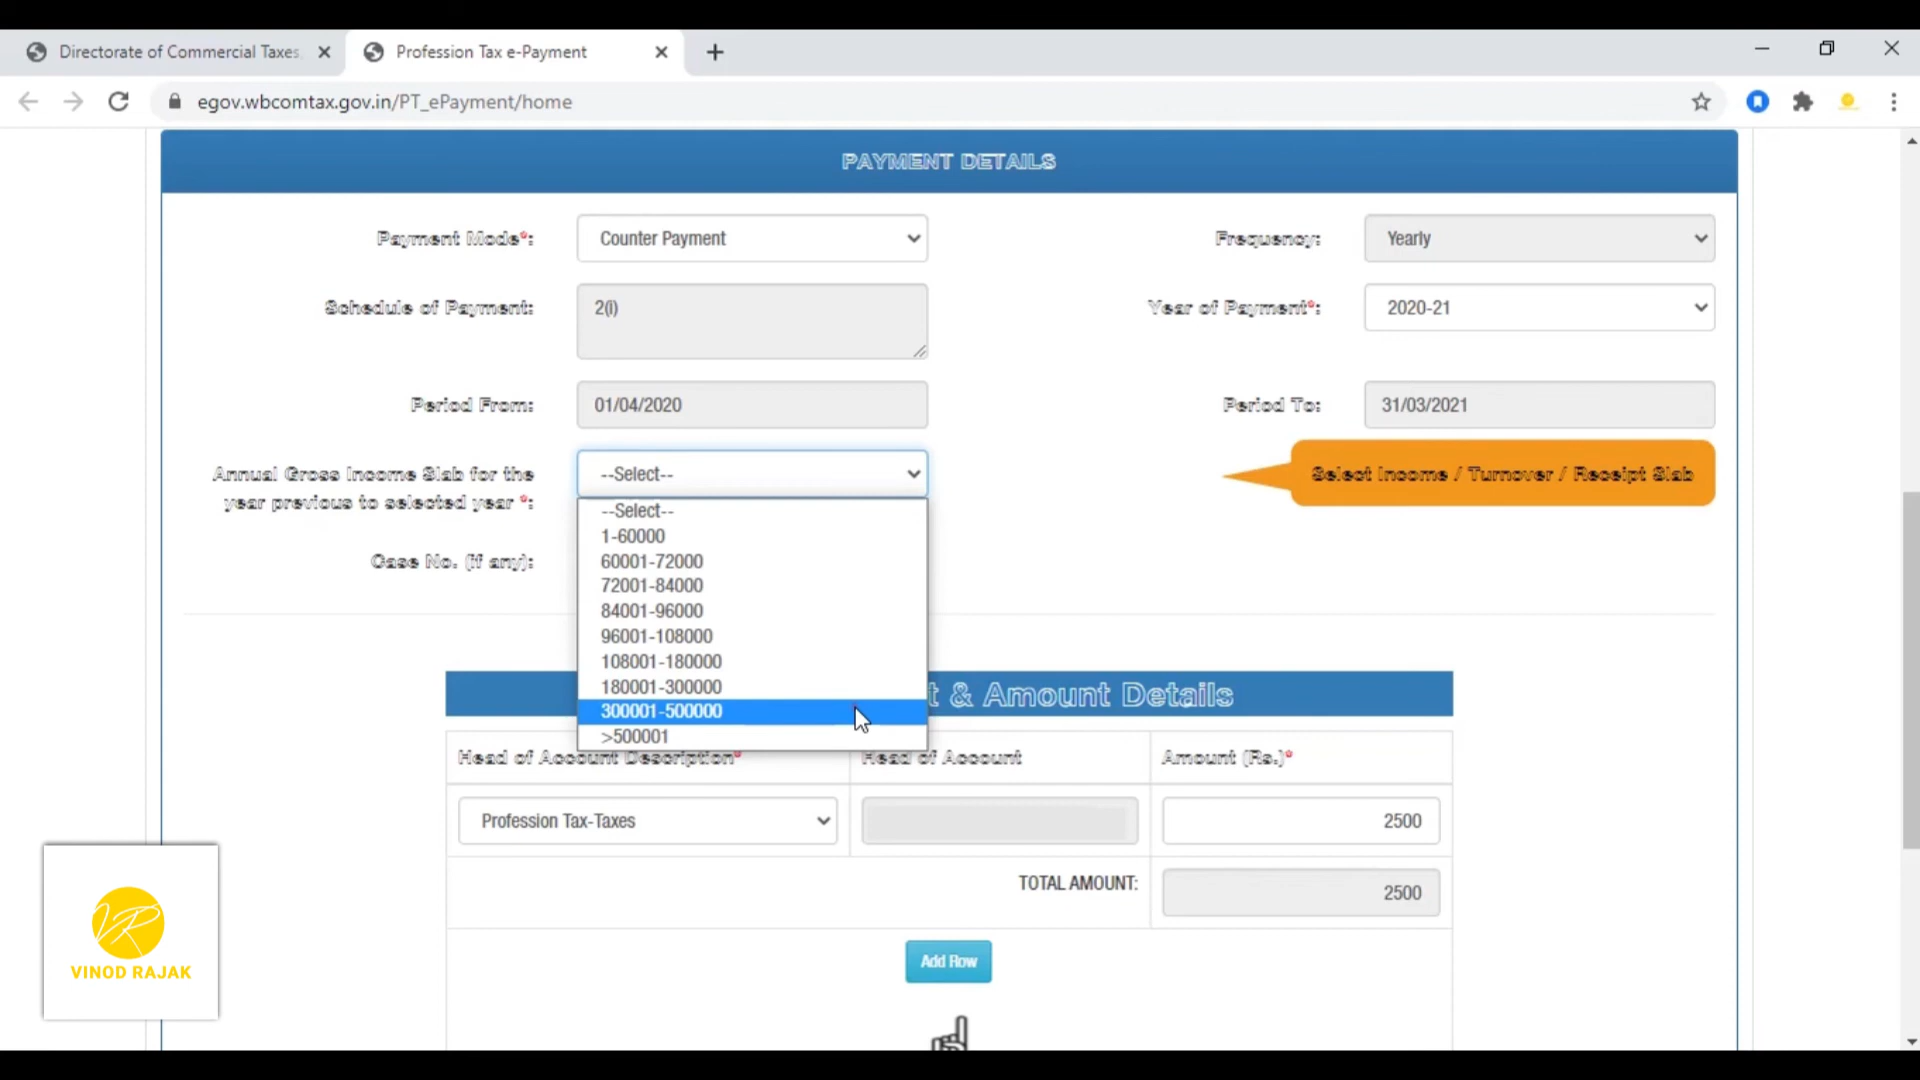 Directorate of Commercial Taxes
Profession Tax e-Payment
egov.wbcomtax.gov.in/PT_ePayment/home
PAYMENT DETAILS
Payment Mode*:
Counter Payment
Frequency:
Yearly
Schedule of Payment:
2(i)
Year of Payment*:
2020-21
Period From:
01/04/2020
Period To:
31/03/2021
Annual Gross Income Slab for the
year previous to selected year *:
--Select--
Select Income / Turnover / Receipt Slab
--Select--
1-60000
60001-72000
72001-84000
84001-96000
96001-108000
108001-180000
180001-300000
300001-500000
>500001
Case No. (if any):
& Amount Details
Head of Account Description*
Head of Account
Amount (Rs.)*
Profession Tax-Taxes
2500
TOTAL AMOUNT:
2500
Add Row
VR
VINOD RAJAK